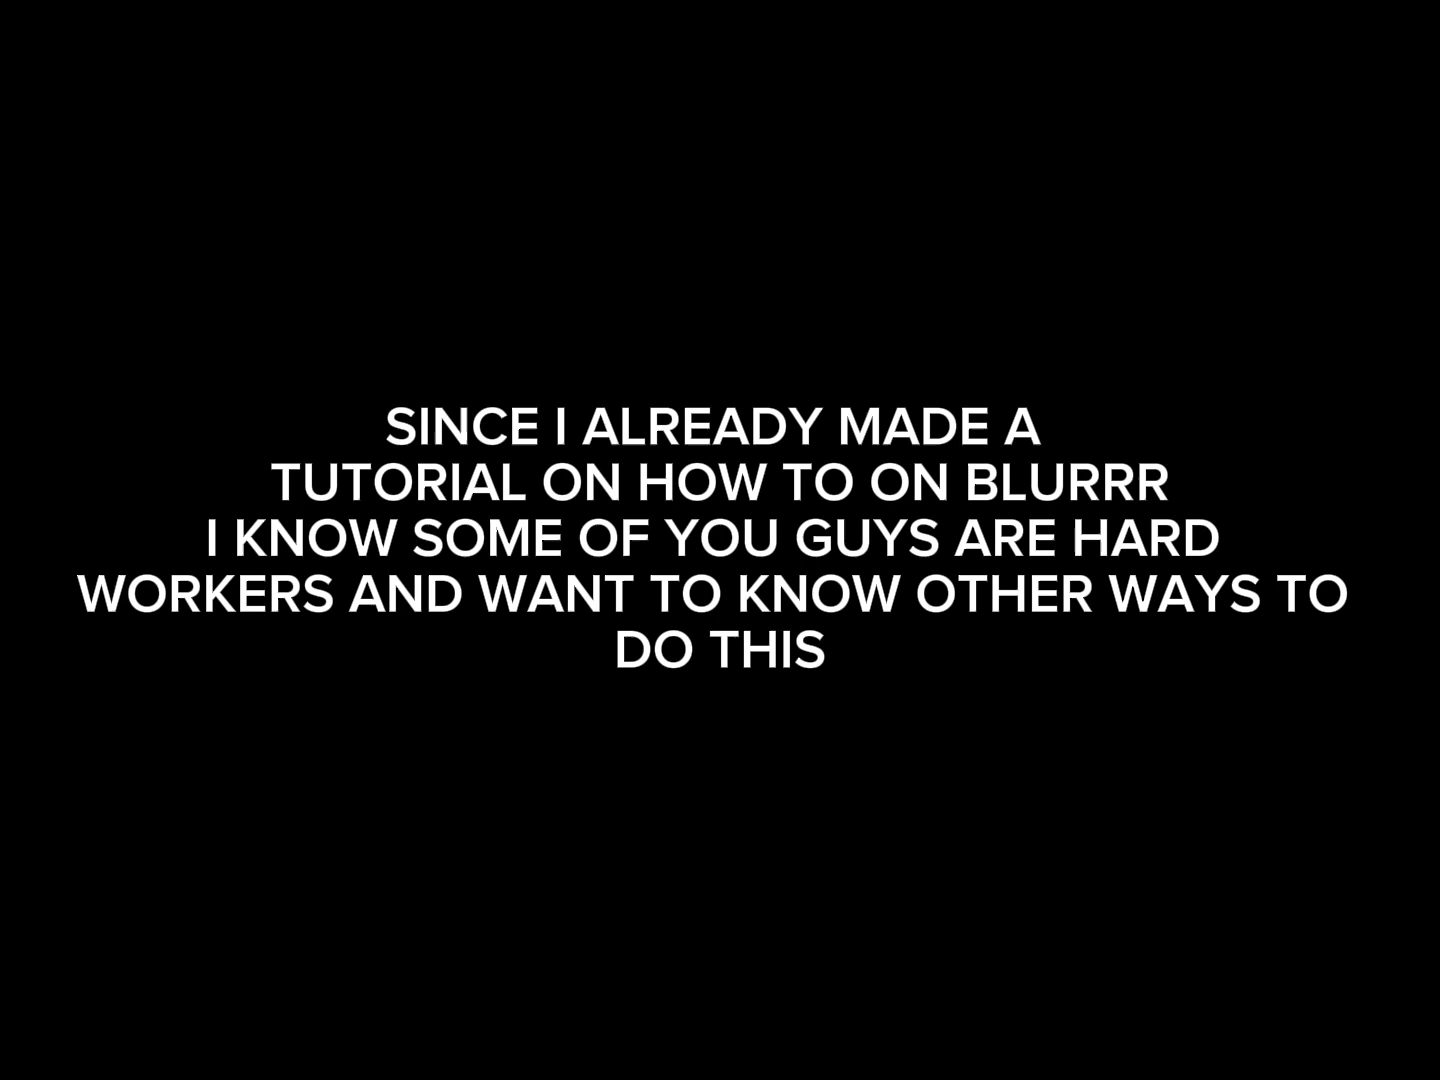 SINCE I ALREADY MADE A
TUTORIAL ON HOW TO ON BLURRR
I KNOW SOME OF YOU GUYS ARE HARD
WORKERS AND WANT TO KNOW OTHER WAYS TO
DO THIS